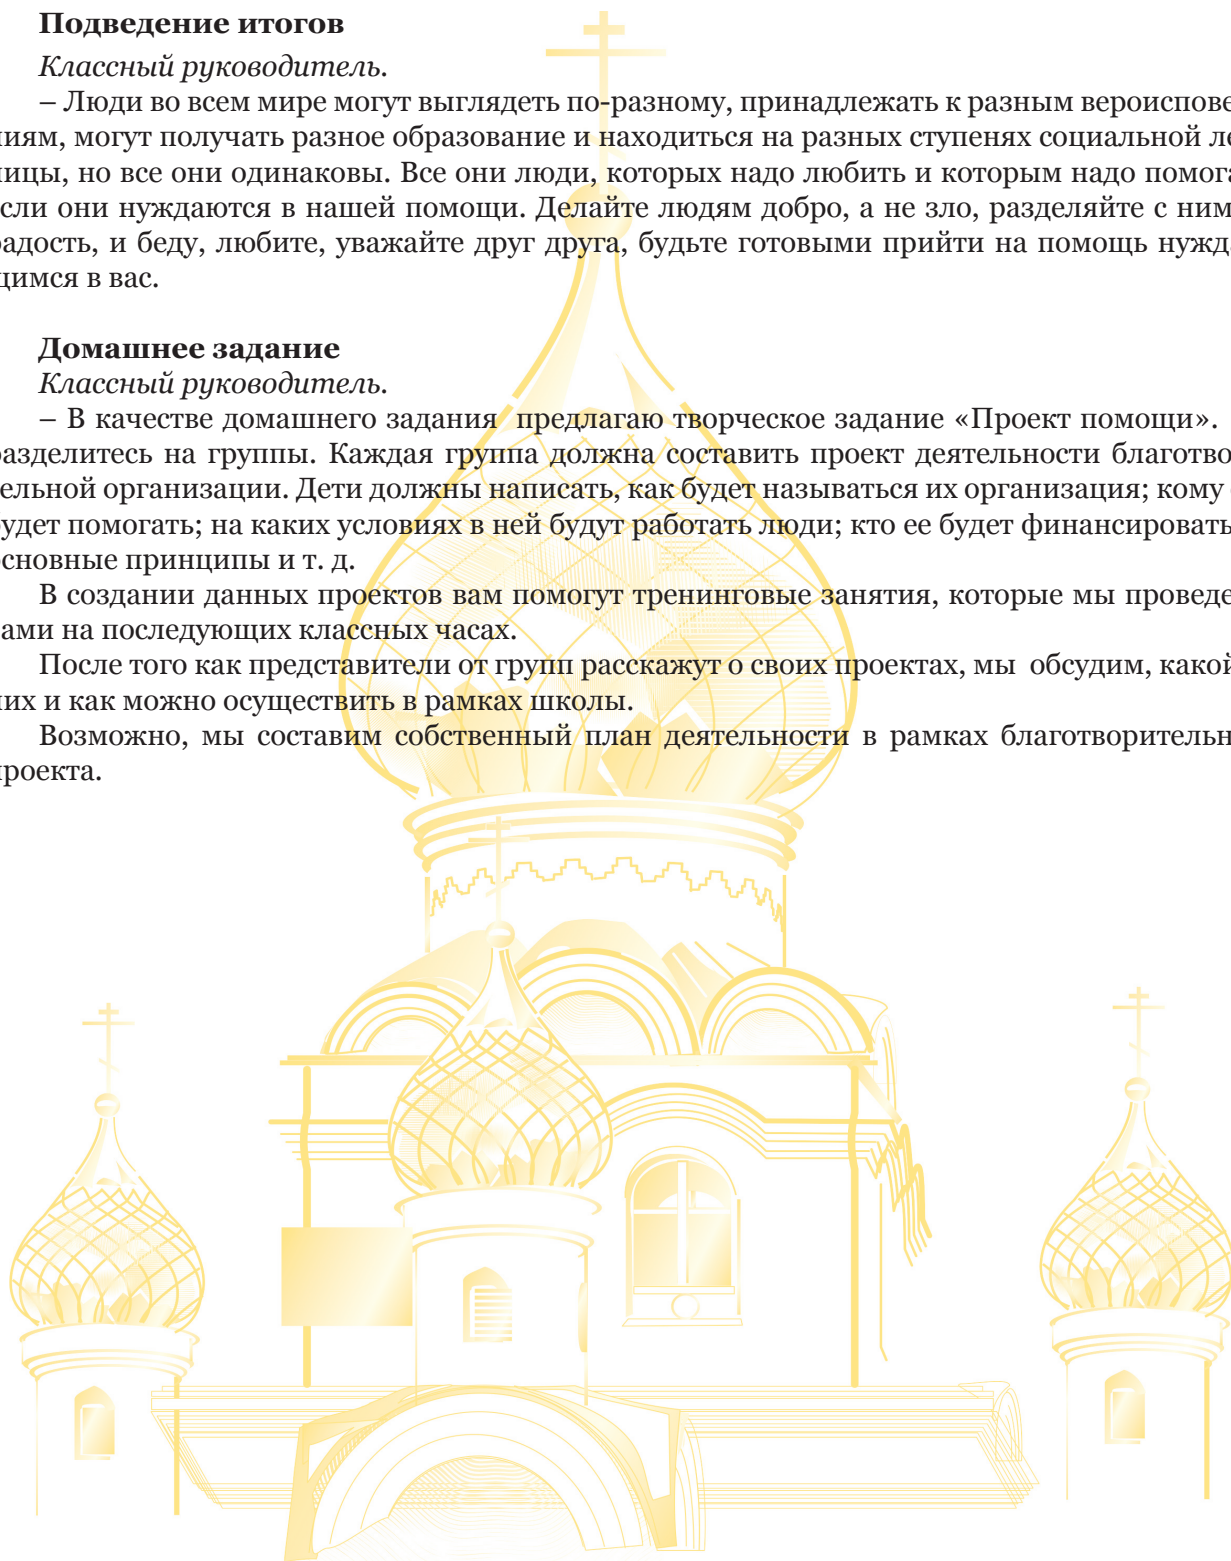 Подведение итогов
Классный руководитель.
– Люди во всем мире могут выглядеть по-разному, принадлежать к разным вероиспове
ниям, могут получать разное образование и находиться на разных ступенях социальной ле
ницы, но все они одинаковы. Все они люди, которых надо любить и которым надо помога
если они нуждаются в нашей помощи. Делайте людям добро, а не зло, разделяйте с ним
радость, и беду, любите, уважайте друг друга, будьте готовыми прийти на помощь нужд
щимся в вас.
Домашнее задание
Классный руководитель.
– В качестве домашнего задания предлагаю творческое задание «Проект помощи».
разделитесь на группы. Каждая группа должна составить проект деятельности благотво
тельной организации. Дети должны написать, как будет называться их организация; кому
будет помогать; на каких условиях в ней будут работать люди; кто ее будет финансировать
основные принципы и т. д.
В создании данных проектов вам помогут тренинговые занятия, которые мы проведе
вами на последующих классных часах.
После того как представители от групп расскажут о своих проектах, мы обсудим, какой
них и как можно осуществить в рамках школы.
Возможно, мы составим собственный план деятельности в рамках благотворительн
проекта.